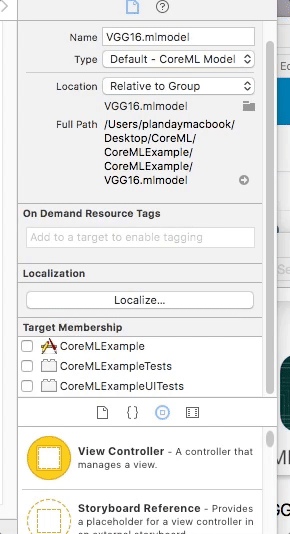 Name VGG16.mlmodel
Type Default - CoreML Model
Location Relative to Group
VGG16.mlmodel
Full Path /Users/plandaymacbook/
Desktop/CoreML/
CoreMLExample/
CoreMLExample/
VGG16.mlmodel
On Demand Resource Tags
Add to a target to enable tagging
Localization
Localize...
Target Membership
CoreMLExample
CoreMLExampleTests
CoreMLExampleUITests
View Controller - A controller that
manages a view.
Storyboard Reference - Provides
a placeholder for a view controller in
an external storyboard.